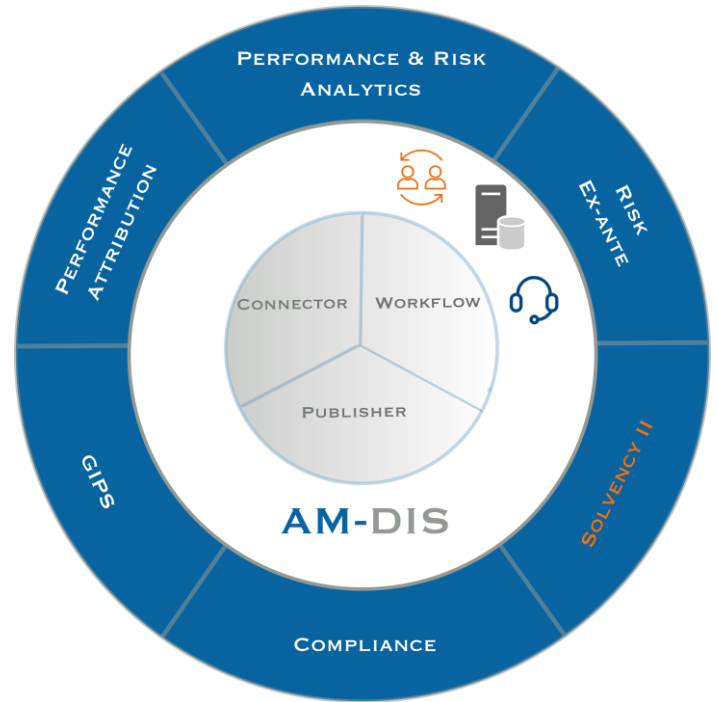 PERFORMANCE & RISK
ANALYTICS
RISK
EX-ANTE
SOLVENCY II
COMPLIANCE
GIPS
PERFORMANCE
ATTRIBUTION
CONNECTOR
WORKFLOW
PUBLISHER
AM-DIS